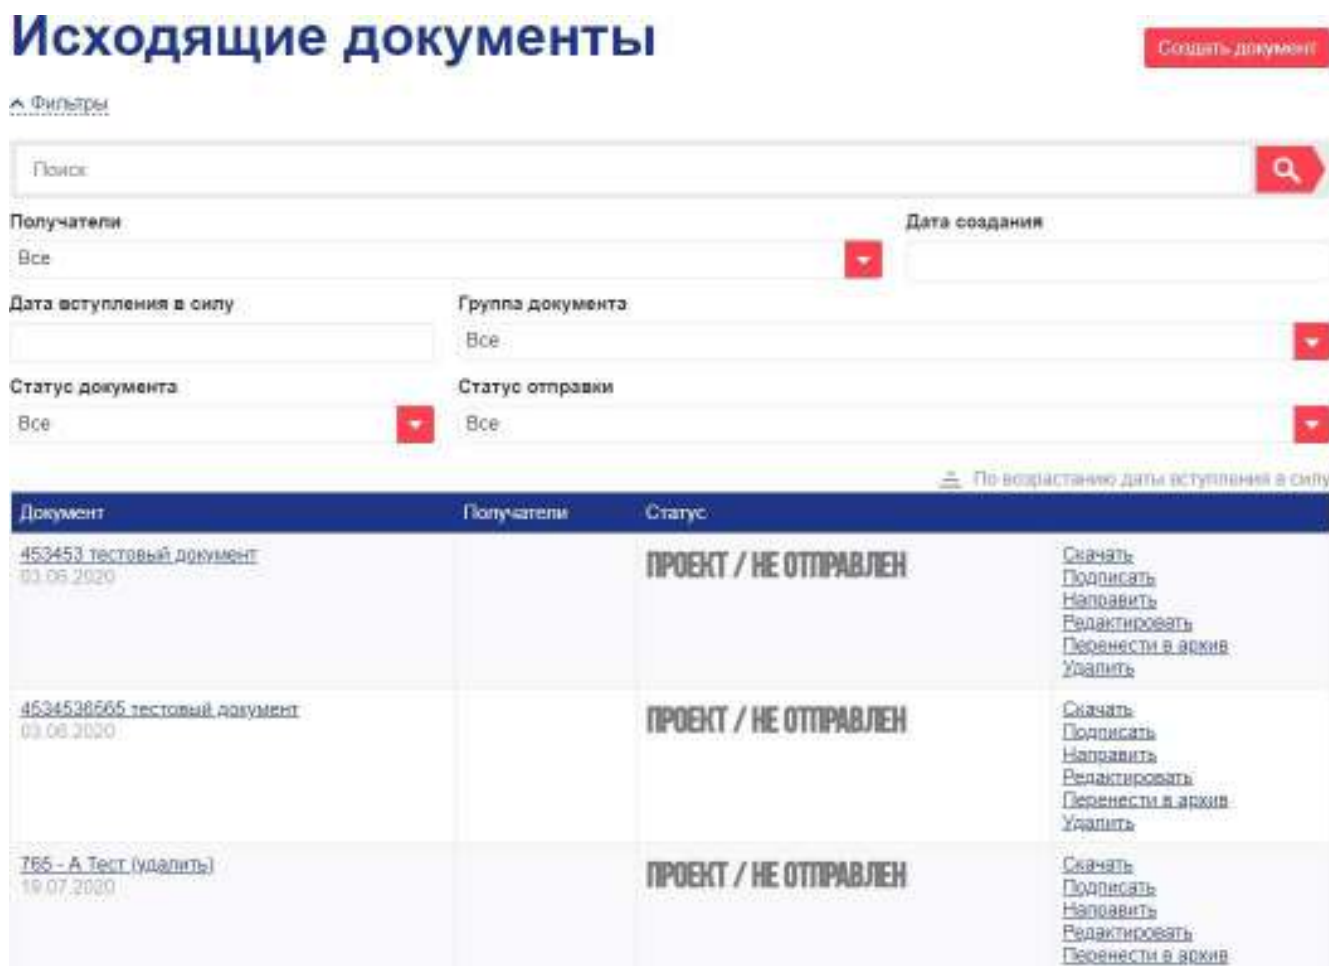 Исходящие документы
Создать документ
Фильтры
Поиск
Получатели
Дата создания
Все
Дата вступления в силу
Группа документа
Все
Статус документа
Статус отправки
Все
Все
По возрастанию даты вступления в силу
Документ
Получатели
Статус
453453 тестовый документ
03.06.2020
ПРОЕКТ / НЕ ОТПРАВЛЕН
Скачать
Подписать
Направить
Редактировать
Перенести в архив
Удалить
4534536565 тестовый документ
03.06.2020
ПРОЕКТ / НЕ ОТПРАВЛЕН
Скачать
Подписать
Направить
Редактировать
Перенести в архив
Удалить
765 - А Тест (удалить)
19.07.2020
ПРОЕКТ / НЕ ОТПРАВЛЕН
Скачать
Подписать
Направить
Редактировать
Перенести в архив